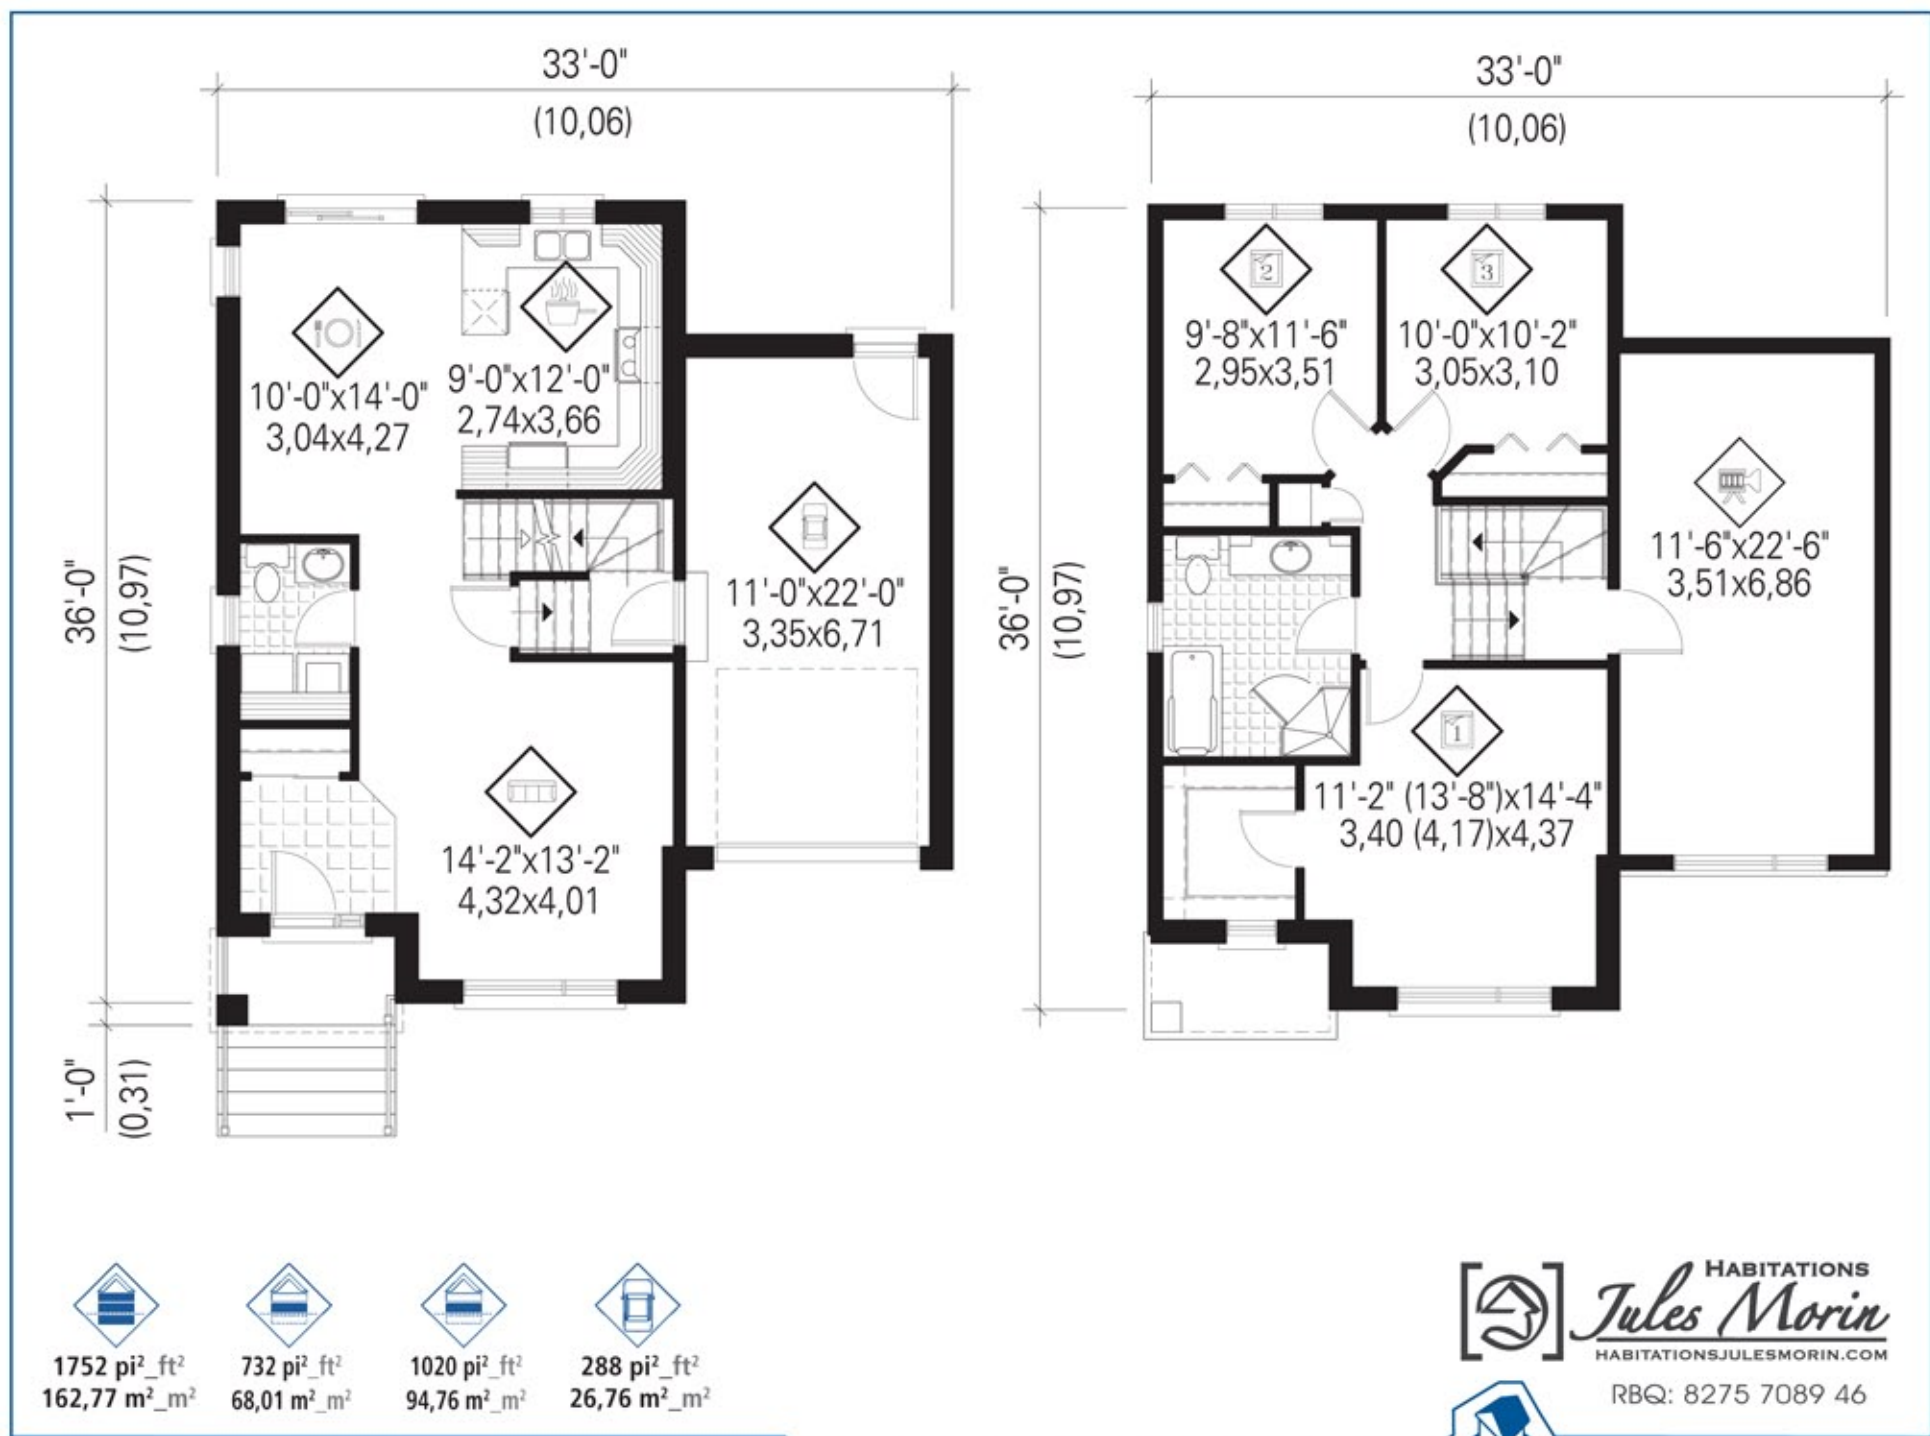 33'-0"
(10,06)
36'-0"
(10,97)
1'-0"
(0,31)
10'-0"x14'-0"
3,04x4,27
9'-0"x12'-0"
2,74x3,66
11'-0"x22'-0"
3,35x6,71
14'-2"x13'-2"
4,32x4,01
33'-0"
(10,06)
36'-0"
(10,97)
2
9'-8"x11'-6"
2,95x3,51
3
10'-0"x10'-2"
3,05x3,10
11'-6"x22'-6"
3,51x6,86
1
11'-2" (13'-8")x14'-4"
3,40 (4,17)x4,37
1752 pi²_ft²
162,77 m²_m²
732 pi²_ft²
68,01 m²_m²
1020 pi²_ft²
94,76 m²_m²
288 pi²_ft²
26,76 m²_m²
HABITATIONS
Jules Morin
HABITATIONSJULESMORIN.COM
RBQ: 8275 7089 46